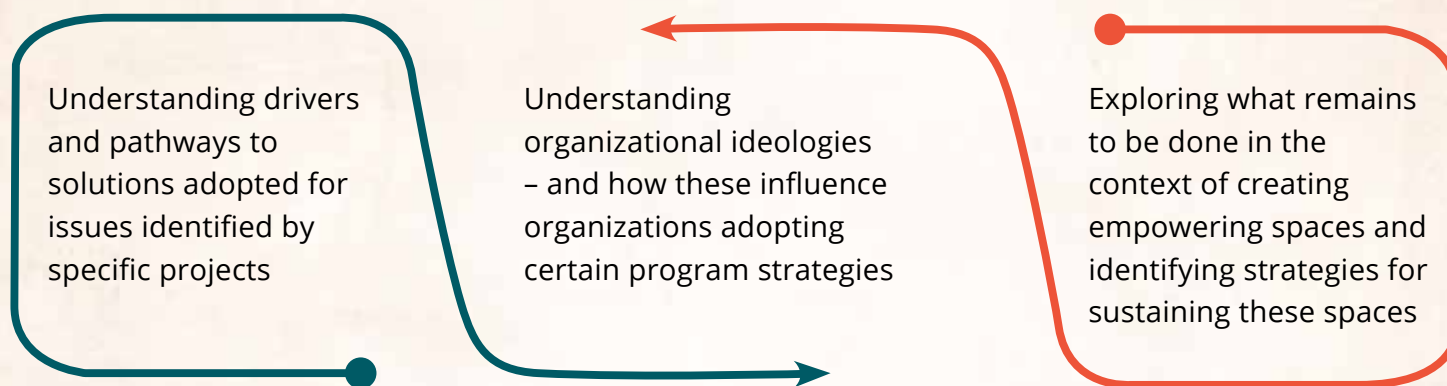 Understanding drivers
and pathways to
solutions adopted for
issues identified by
specific projects
Understanding
organizational ideologies
– and how these influence
organizations adopting
certain program strategies
Exploring what remains
to be done in the
context of creating
empowering spaces and
identifying strategies for
sustaining these spaces